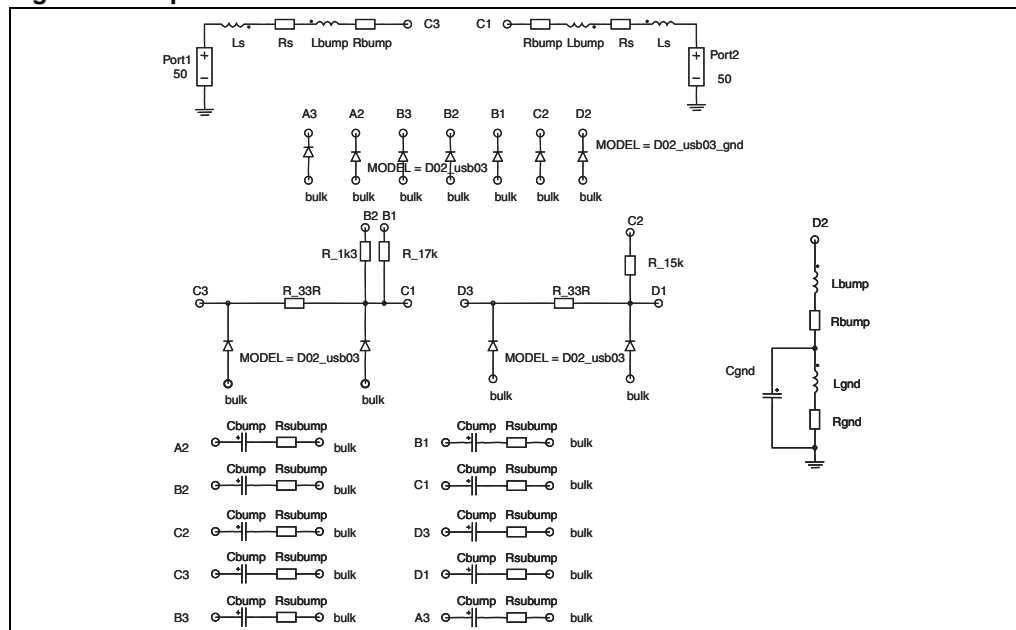 C3 C1
Ls Rs Lbump Rbump Rbump Lbump Rs Ls
Port1
50
Port2
50
A3 A2 B3 B2 B1 C2 D2
MODEL = D02_usb03_gnd
MODEL = D02_usb03
bulk bulk bulk bulk bulk bulk bulk
B2 B1
C2
D2
R_1k3 R_17k
R_15k
Lbump
C3 R_33R C1
D3 R_33R D1
Rbump
MODEL = D02_usb03
MODEL = D02_usb03
Cgnd
Lgnd
bulk bulk
bulk bulk
Rgnd
Cbump Rsubump
A2 bulk
Cbump Rsubump
B1 bulk
Cbump Rsubump
B2 bulk
Cbump Rsubump
C1 bulk
Cbump Rsubump
C2 bulk
Cbump Rsubump
D3 bulk
Cbump Rsubump
C3 bulk
Cbump Rsubump
D1 bulk
Cbump Rsubump
B3 bulk
Cbump Rsubump
A3 bulk